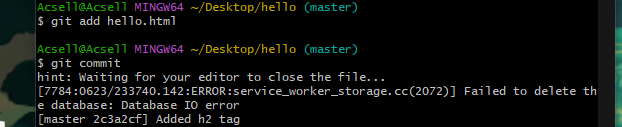 Acsell@Acsell MINGW64 ~/Desktop/hello (master)
$ git add hello.html
Acsell@Acsell MINGW64 ~/Desktop/hello (master)
$ git commit
hint: Waiting for your editor to close the file...
[7784:0623/233740.142:ERROR:service_worker_storage.cc(2072)] Failed to delete th
e database: Database IO error
[master 2c3a2cf] Added h2 tag